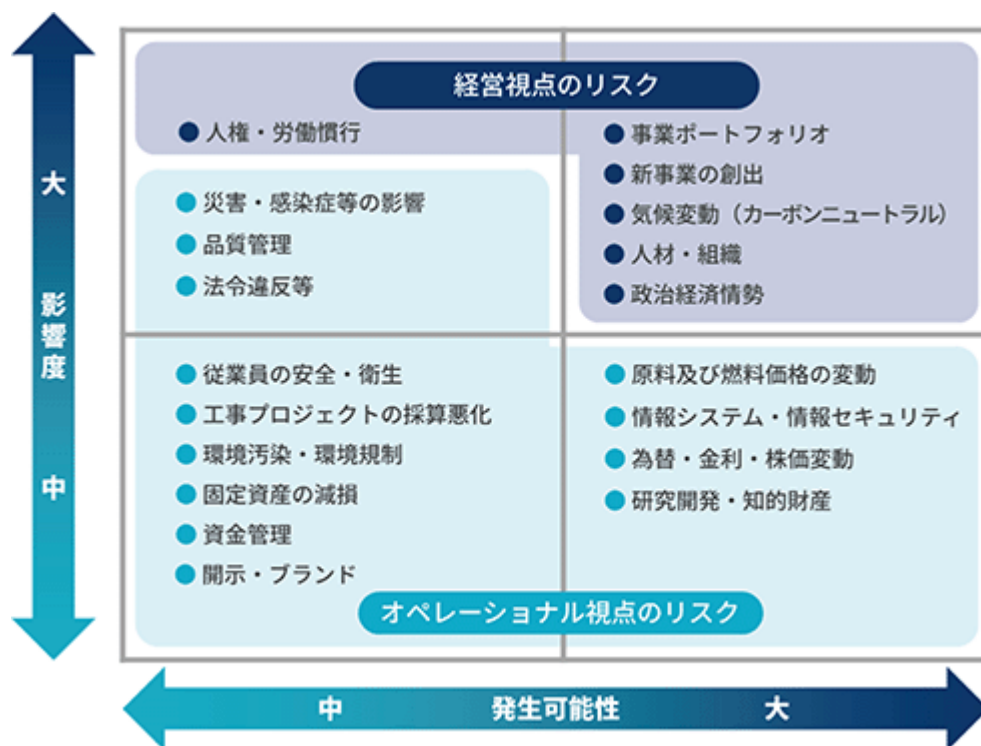 経営視点のリスク
人権・労働慣行
事業ポートフォリオ
新事業の創出
気候変動（カーボンニュートラル）
人材・組織
政治経済情勢
災害・感染症等の影響
品質管理
法令違反等
従業員の安全・衛生
工事プロジェクトの採算悪化
環境汚染・環境規制
固定資産の減損
資金管理
開示・ブランド
原料及び燃料価格の変動
情報システム・情報セキュリティ
為替・金利・株価変動
研究開発・知的財産
オペレーショナル視点のリスク
大
影響度
中
中
発生可能性
大